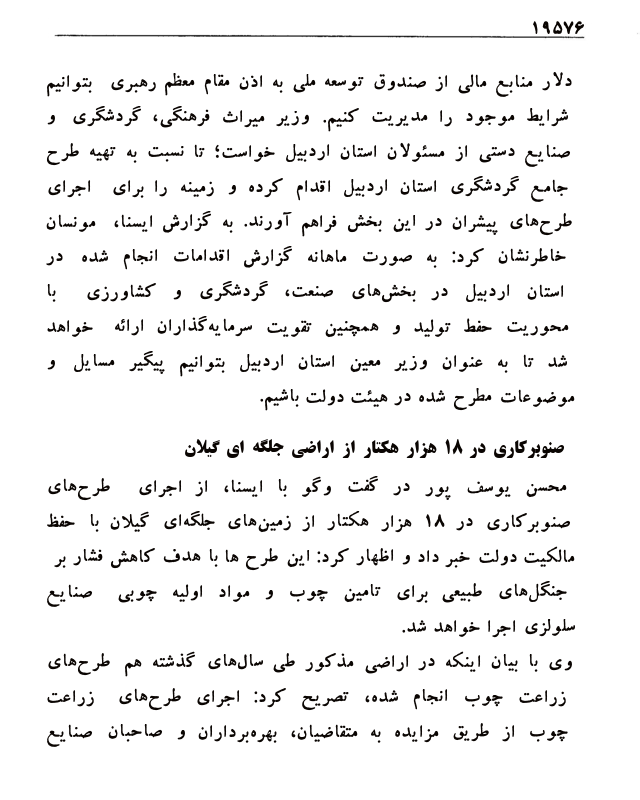 ۱۹۵۷۶
دلار منابع مالی از صندوق توسعه ملی به اذن مقام معظم رهبری بتوانیم
شرایط موجود را مدیریت کنیم. وزیر میراث فرهنگی، گردشگری و
صنایع دستی از مسئولان استان اردبیل خواست؛ تا نسبت به تهیه طرح
جامع گردشگری استان اردبیل اقدام کرده و زمینه را برای اجرای
طرح‌های پیشران در این بخش فراهم آورند. به گزارش ایسنا، مونسان
خاطرنشان کرد: به صورت ماهانه گزارش اقدامات انجام شده در
استان اردبیل در بخش‌های صنعت، گردشگری و کشاورزی با
محوریت حفظ تولید و همچنین تقویت سرمایه‌گذاران ارائه خواهد
شد تا به عنوان وزیر معین استان اردبیل بتوانیم پیگیر مسایل و
موضوعات مطرح شده در هیئت دولت باشیم.
صنوبرکاری در ۱۸ هزار هکتار از اراضی جلگه ای گیلان
محسن یوسف پور در گفت وگو با ایسنا، از اجرای طرح‌های
صنوبرکاری در ۱۸ هزار هکتار از زمین‌های جلگه‌ای گیلان با حفظ
مالکیت دولت خبر داد و اظهار کرد: این طرح ها با هدف کاهش فشار بر
جنگل‌های طبیعی برای تامین چوب و مواد اولیه چوبی صنایع
سلولزی اجرا خواهد شد.
وی با بیان اینکه در اراضی مذکور طی سال‌های گذشته هم طرح‌های
زراعت چوب انجام شده، تصریح کرد: اجرای طرح‌های زراعت
چوب از طریق مزایده به متقاضیان، بهره‌برداران و صاحبان صنایع